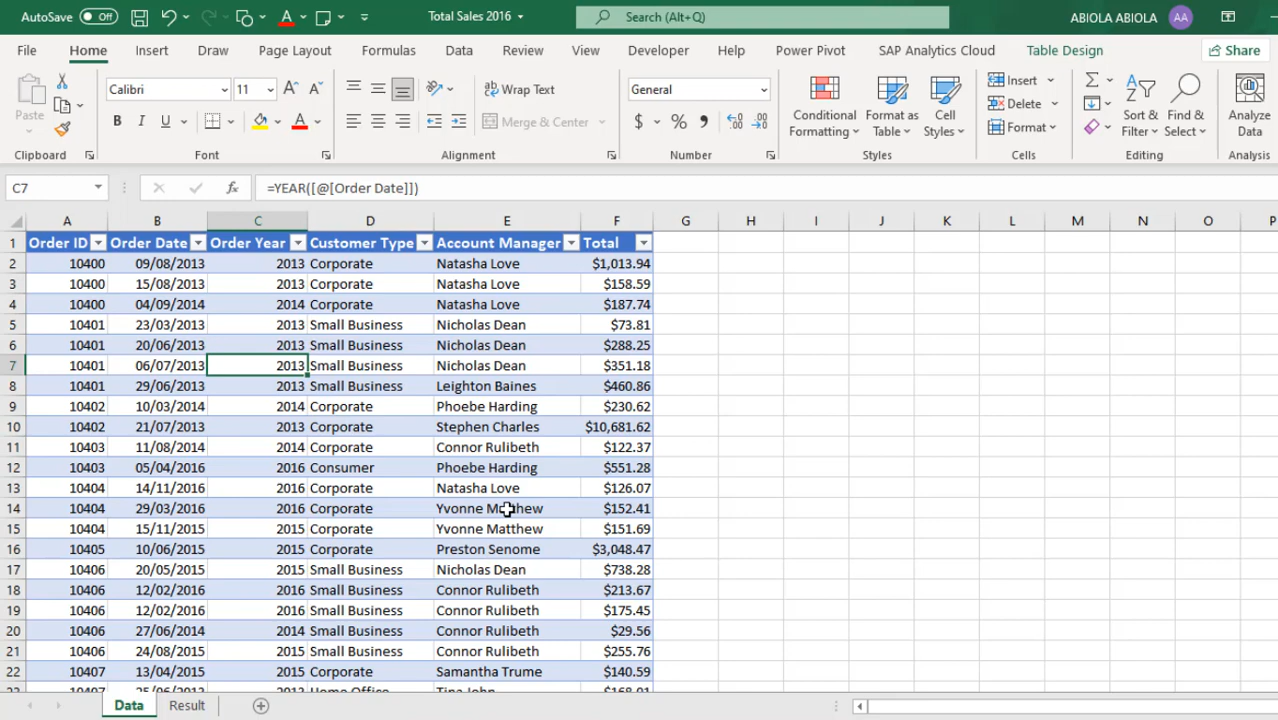 AutoSave Off Total Sales 2016 Search (Alt+Q) ABIOLA ABIOLA AA
File Home Insert Draw Page Layout Formulas Data Review View Developer Help Power Pivot SAP Analytics Cloud Table Design Share
Paste
Clipboard
Calibri 11
B I U
Font
Wrap Text
Merge & Center
Alignment
General
$ %
Number
Conditional Formatting
Format as Table
Cell Styles
Styles
Insert
Delete
Format
Cells
Sort & Filter
Find & Select
Editing
Analyze Data
Analysis
C7 fx =YEAR([@[Order Date]])
A B C D E F G H I J K L M N O P
1 Order ID Order Date Order Year Customer Type Account Manager Total
2 10400 09/08/2013 2013 Corporate Natasha Love $1,013.94
3 10400 15/08/2013 2013 Corporate Natasha Love $158.59
4 10400 04/09/2014 2014 Corporate Natasha Love $187.74
5 10401 23/03/2013 2013 Small Business Nicholas Dean $73.81
6 10401 20/06/2013 2013 Small Business Nicholas Dean $288.25
7 10401 06/07/2013 2013 Small Business Nicholas Dean $351.18
8 10401 29/06/2013 2013 Small Business Leighton Baines $460.86
9 10402 10/03/2014 2014 Corporate Phoebe Harding $230.62
10 10402 21/07/2013 2013 Corporate Stephen Charles $10,681.62
11 10403 11/08/2014 2014 Corporate Connor Rulibeth $122.37
12 10403 05/04/2016 2016 Consumer Phoebe Harding $551.28
13 10404 14/11/2016 2016 Corporate Natasha Love $126.07
14 10404 29/03/2016 2016 Corporate Yvonne Matthew $152.41
15 10404 15/11/2015 2015 Corporate Yvonne Matthew $151.69
16 10405 10/06/2015 2015 Corporate Preston Senome $3,048.47
17 10406 20/05/2015 2015 Small Business Nicholas Dean $738.28
18 10406 12/02/2016 2016 Small Business Connor Rulibeth $213.67
19 10406 12/02/2016 2016 Small Business Connor Rulibeth $175.45
20 10406 27/06/2014 2014 Small Business Connor Rulibeth $29.56
21 10406 24/08/2015 2015 Small Business Connor Rulibeth $255.76
22 10407 13/04/2015 2015 Corporate Samantha Trume $140.59
23 10407 25/06/2013 2013 Home Office Tina John $168.01
Data Result